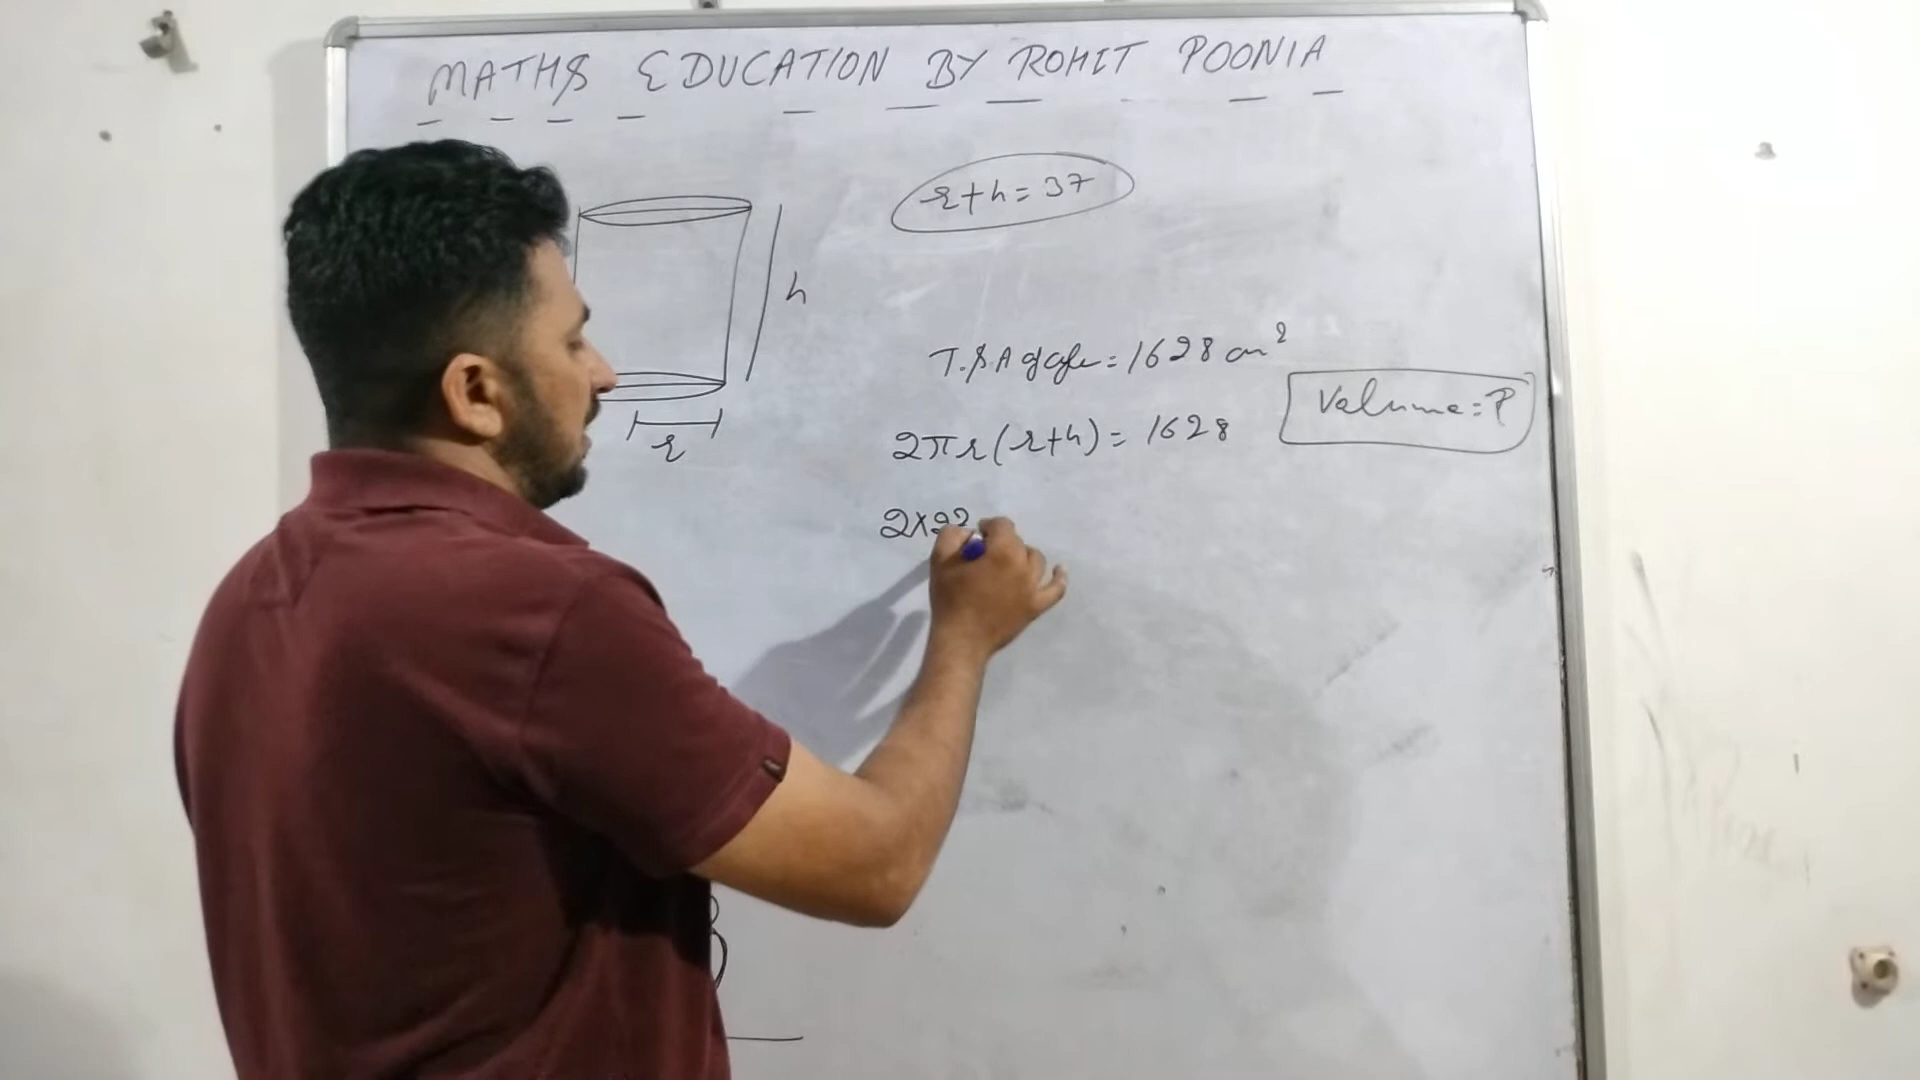 MATHS EDUCATION BY ROHIT POONIA
r+h=37
h
T.S.A of cyl = 1628 cm²
Volume=?
r
2πr(r+h)= 1628
2×22